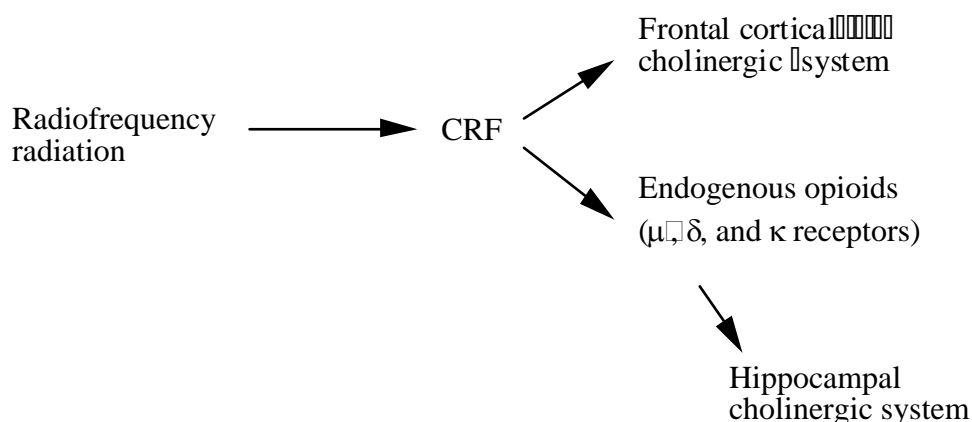 Frontal cortical
cholinergic system
Radiofrequency
radiation
CRF
Endogenous opioids
(μ, δ, and κ receptors)
Hippocampal
cholinergic system